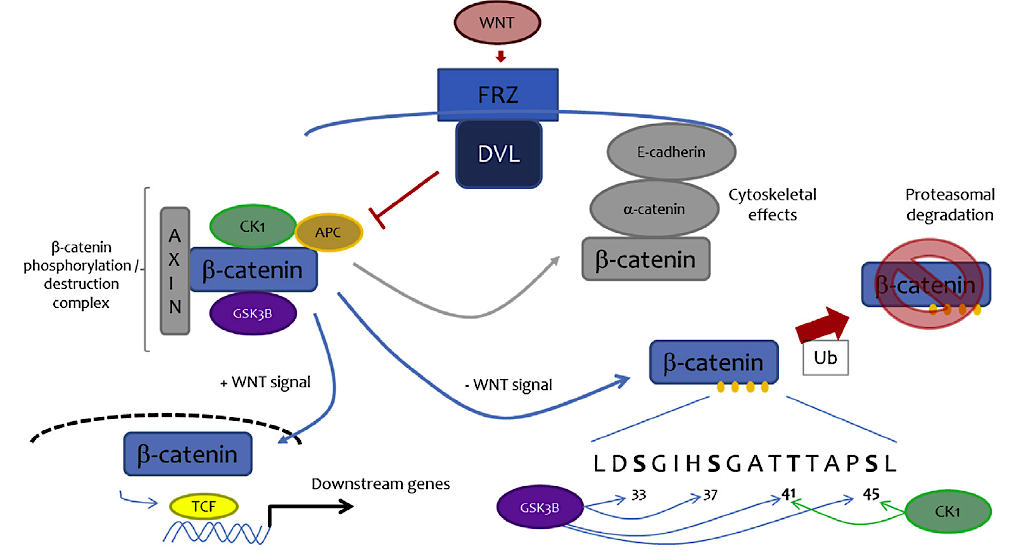 WNT
FRZ
DVL
E-cadherin
α-catenin
β-catenin
Cytoskeletal
effects
Proteasomal
degradation
β-catenin
β-catenin
phosphorylation /
destruction
complex
A
X
I
N
CK1
APC
β-catenin
GSK3B
+ WNT signal
- WNT signal
β-catenin
Ub
β-catenin
TCF
Downstream genes
LDSGIHSGATTTAPSL
33 37 41 45
GSK3B
CK1